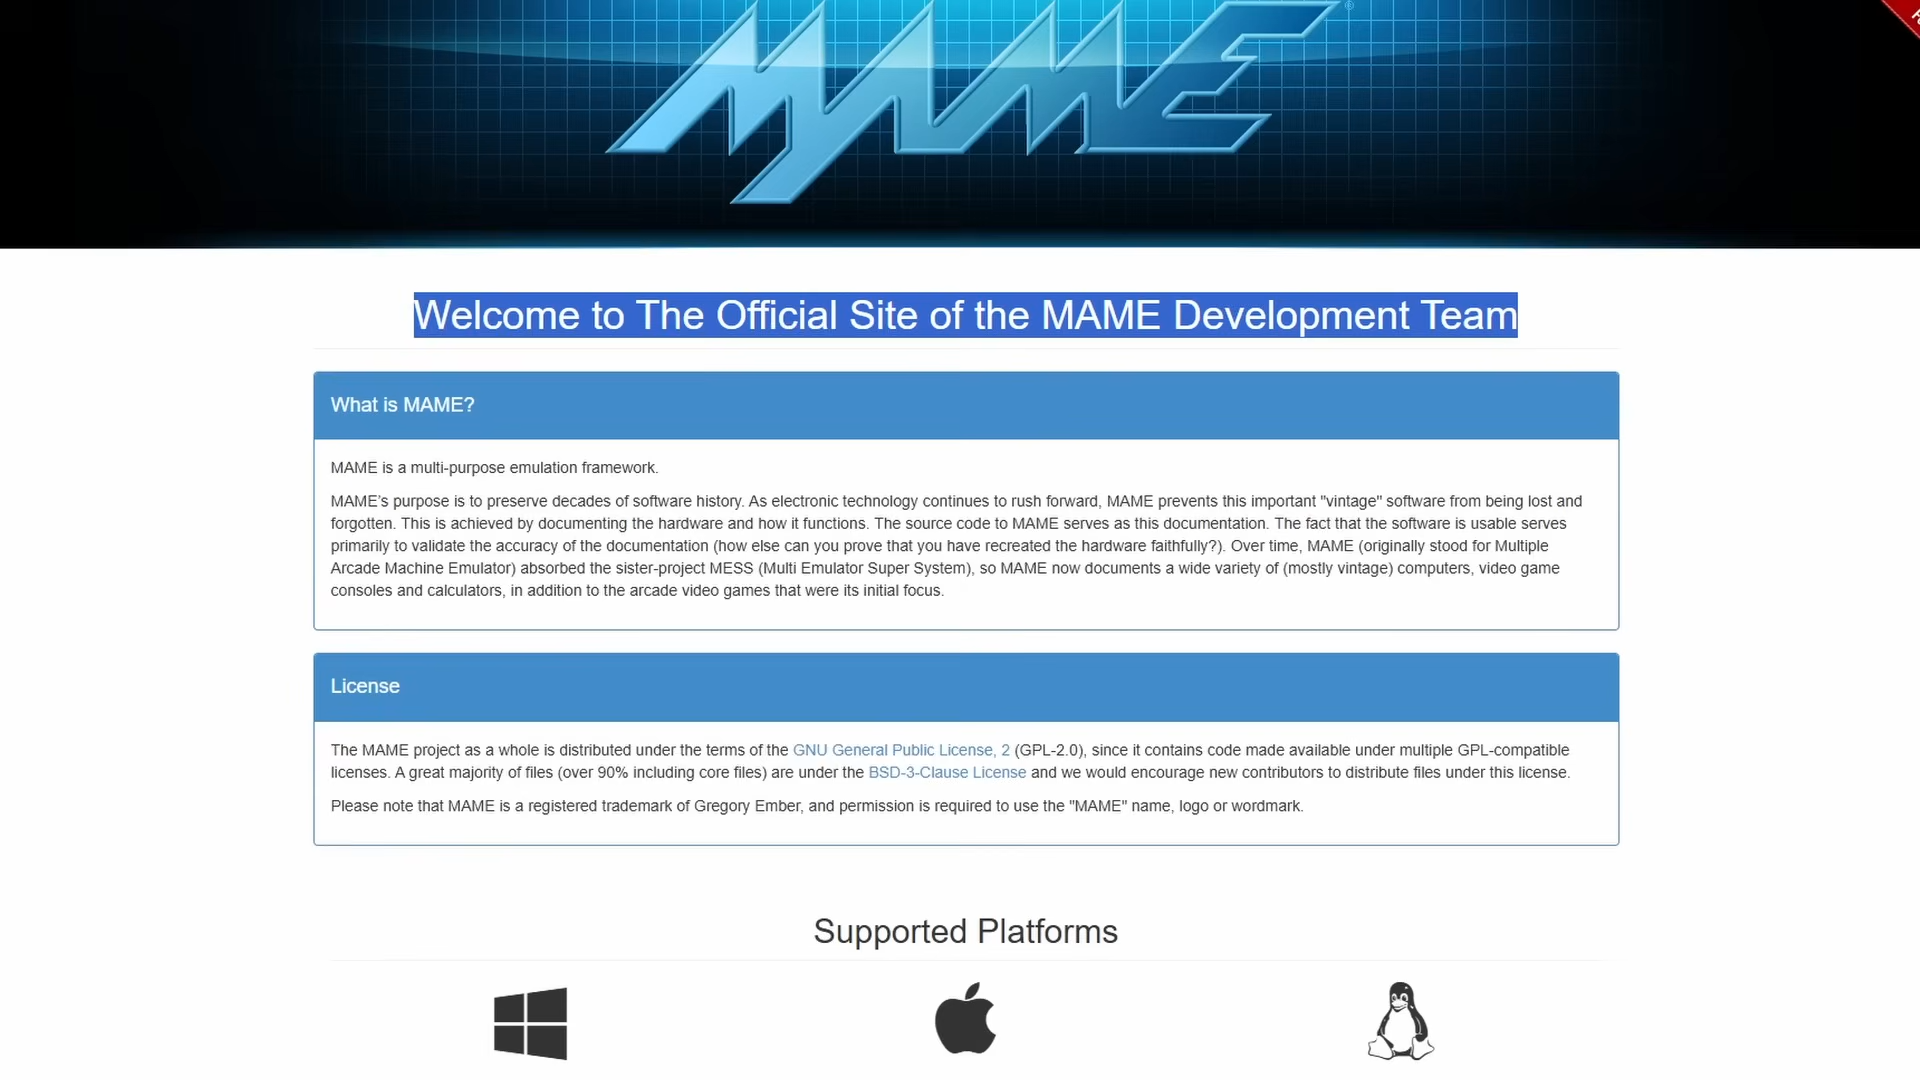 MAME
Welcome to The Official Site of the MAME Development Team
What is MAME?
MAME is a multi-purpose emulation framework.
MAME’s purpose is to preserve decades of software history. As electronic technology continues to rush forward, MAME prevents this important "vintage" software from being lost and
forgotten. This is achieved by documenting the hardware and how it functions. The source code to MAME serves as this documentation. The fact that the software is usable serves
primarily to validate the accuracy of the documentation (how else can you prove that you have recreated the hardware faithfully?). Over time, MAME (originally stood for Multiple
Arcade Machine Emulator) absorbed the sister-project MESS (Multi Emulator Super System), so MAME now documents a wide variety of (mostly vintage) computers, video game
consoles and calculators, in addition to the arcade video games that were its initial focus.
License
The MAME project as a whole is distributed under the terms of the GNU General Public License, 2 (GPL-2.0), since it contains code made available under multiple GPL-compatible
licenses. A great majority of files (over 90% including core files) are under the BSD-3-Clause License and we would encourage new contributors to distribute files under this license.
Please note that MAME is a registered trademark of Gregory Ember, and permission is required to use the "MAME" name, logo or wordmark.
Supported Platforms